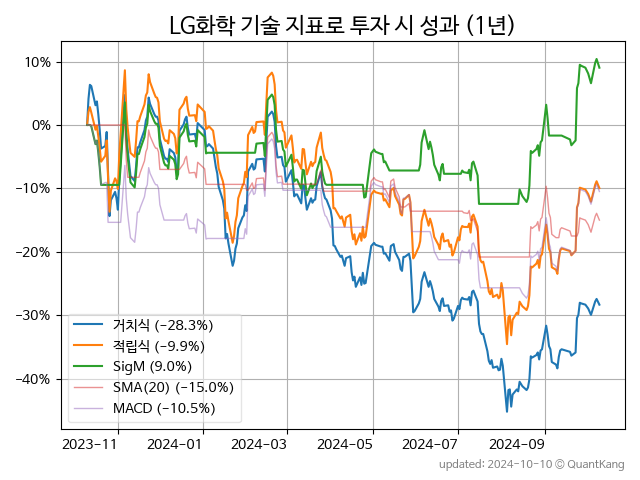 LG화학 기술 지표로 투자 시 성과 (1년)
10%
0%
−10%
−20%
−30%
−40%
거치식 (−28.3%)
적립식 (−9.9%)
SigM (9.0%)
SMA(20) (−15.0%)
MACD (−10.5%)
2023-11
2024-01
2024-03
2024-05
2024-07
2024-09
updated: 2024-10-10 © QuantKang